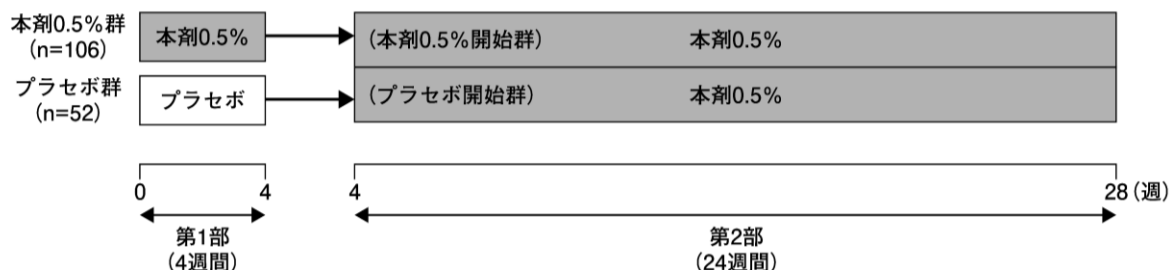 本剤0.5%群
(n=106)
本剤0.5%
(本剤0.5%開始群)
本剤0.5%
プラセボ群
(n=52)
プラセボ
(プラセボ開始群)
本剤0.5%
0
4
4
28(週)
第1部
(4週間)
第2部
(24週間)